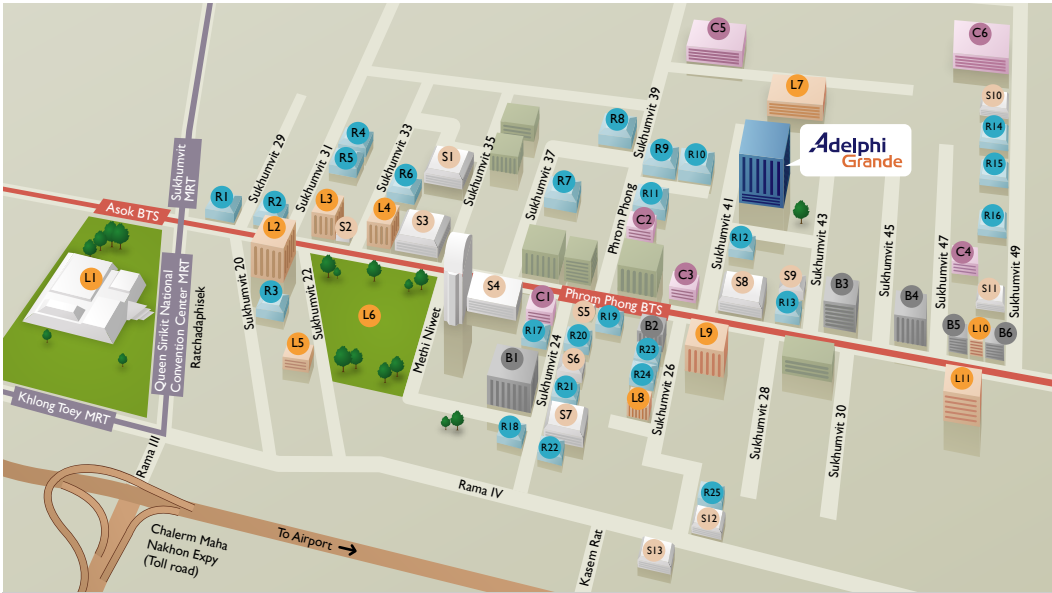 C5
C6
L7
S10
R14
R15
R16
Adelphi
Grande
R8
Sukhumvit 39
R9
R10
R11
C2
Phrom Phong
Sukhumvit MRT
Sukhumvit 29
Sukhumvit 31
R4
R5
Sukhumvit 33
R6
S1
Sukhumvit 35
Sukhumvit 37
R7
R1
R2
L2
L3
S2
L4
S3
Asok BTS
L1
Queen Sirikit National
Convention Center MRT
Ratchadaphisek
Sukhumvit 20
R3
Sukhumvit 22
L5
L6
Methi Niwet
S4
C1
Phrom Phong BTS
C3
Sukhumvit 41
R12
S8
S9
R13
Sukhumvit 43
B3
Sukhumvit 45
B4
Sukhumvit 47
C4
S11
Sukhumvit 49
B5
L10
B6
L11
R17
S5
R19
R20
B2
R23
R24
L8
L9
B1
Sukhumvit 24
S6
R21
S7
R18
R22
Sukhumvit 26
Sukhumvit 28
Sukhumvit 30
Khlong Toey MRT
Rama III
Rama IV
R25
S12
S13
Kasem Rat
Chalerm Maha
Nakhon Expy
(Toll road)
To Airport →